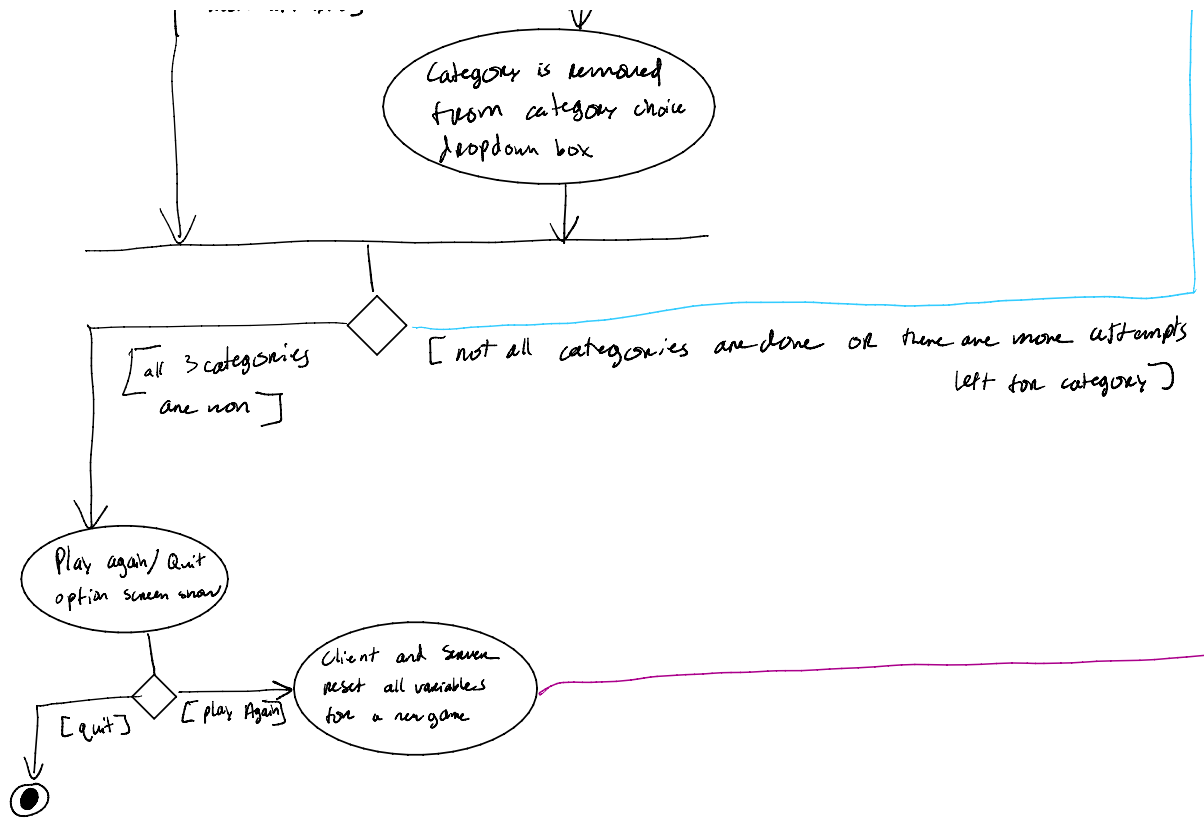 Category is removed
from category choice
dropdown box
[not all categories are done OR there are more attempts
left for category]
[all 3 categories
are won]
Play again/Quit
option screen show
Client and Server
reset all variables
for a new game
[quit]
[play Again]